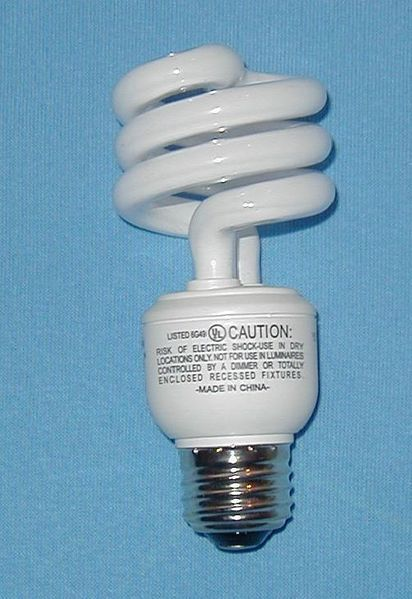 LISTED 6G49 UL CAUTION:
RISK OF ELECTRIC SHOCK-USE IN DRY
LOCATIONS ONLY. NOT FOR USE IN LUMINAIRES
CONTROLLED BY A DIMMER OR TOTALLY
ENCLOSED RECESSED FIXTURES.
-MADE IN CHINA-